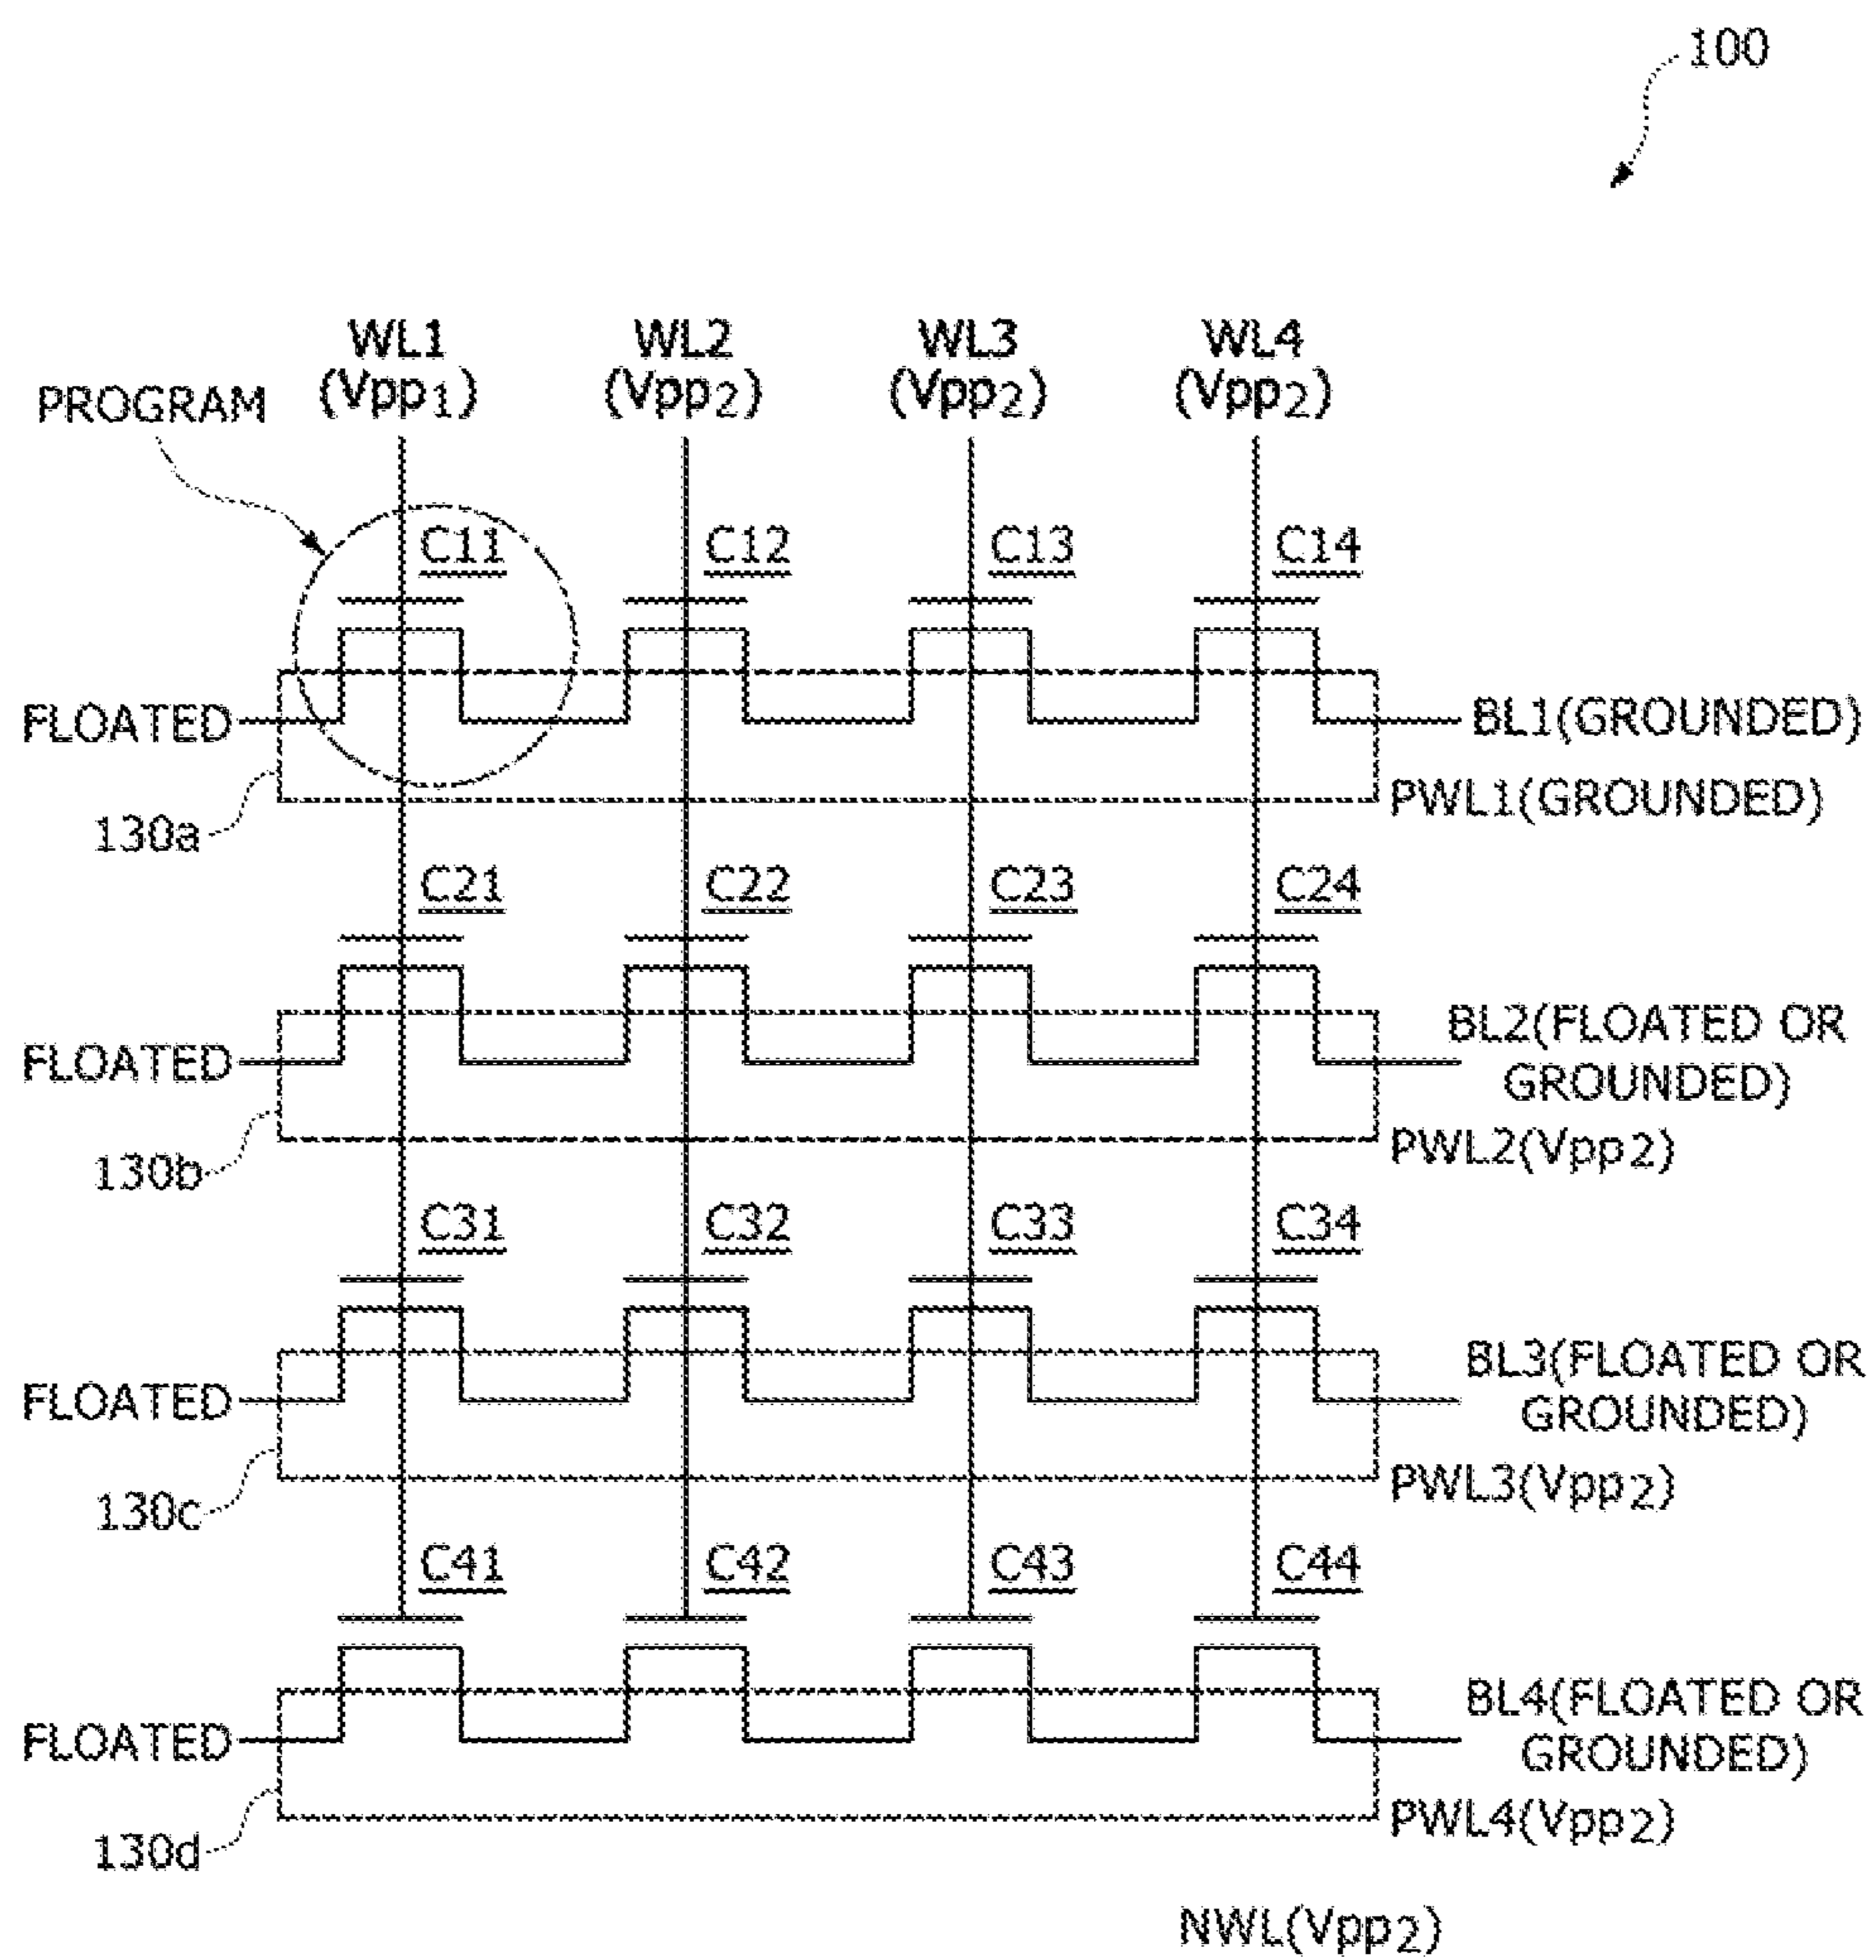 100
WL1 WL2 WL3 WL4
(Vpp1) (Vpp2) (Vpp2) (Vpp2)
PROGRAM
C11 C12 C13 C14
FLOATED BL1(GROUNDED)
PWL1(GROUNDED)
130a
C21 C22 C23 C24
FLOATED BL2(FLOATED OR
GROUNDED)
PWL2(Vpp2)
130b
C31 C32 C33 C34
FLOATED BL3(FLOATED OR
GROUNDED)
PWL3(Vpp2)
130c
C41 C42 C43 C44
FLOATED BL4(FLOATED OR
GROUNDED)
PWL4(Vpp2)
130d
NWL(Vpp2)